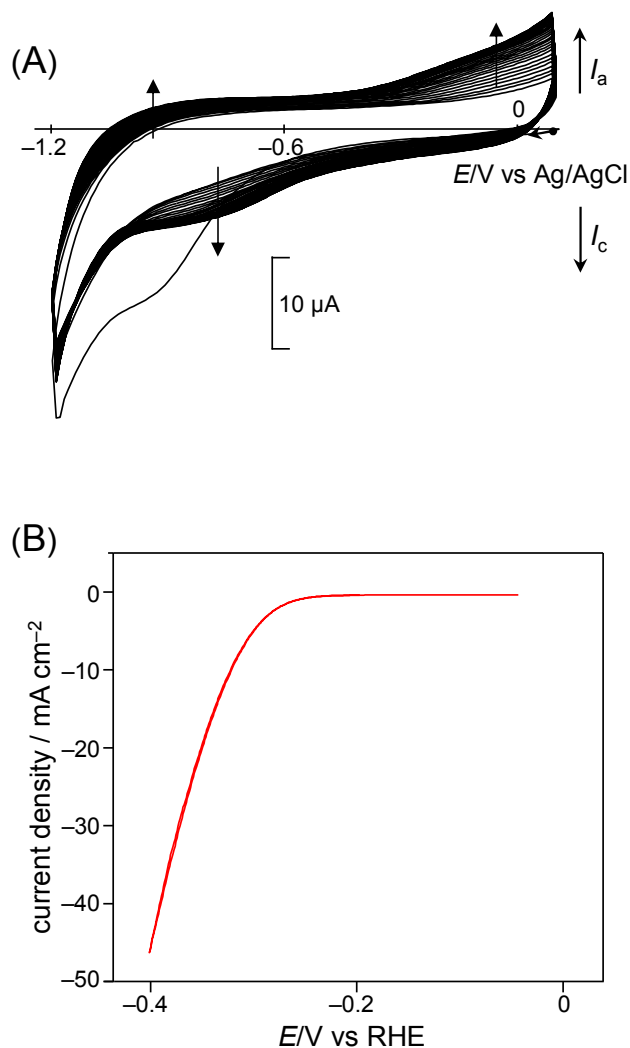 (A)
Ia
0
−1.2
−0.6
E/V vs Ag/AgCl
Ic
10 μA
(B)
0
−10
−20
−30
−40
−50
current density / mA cm−2
−0.4
−0.2
0
E/V vs RHE